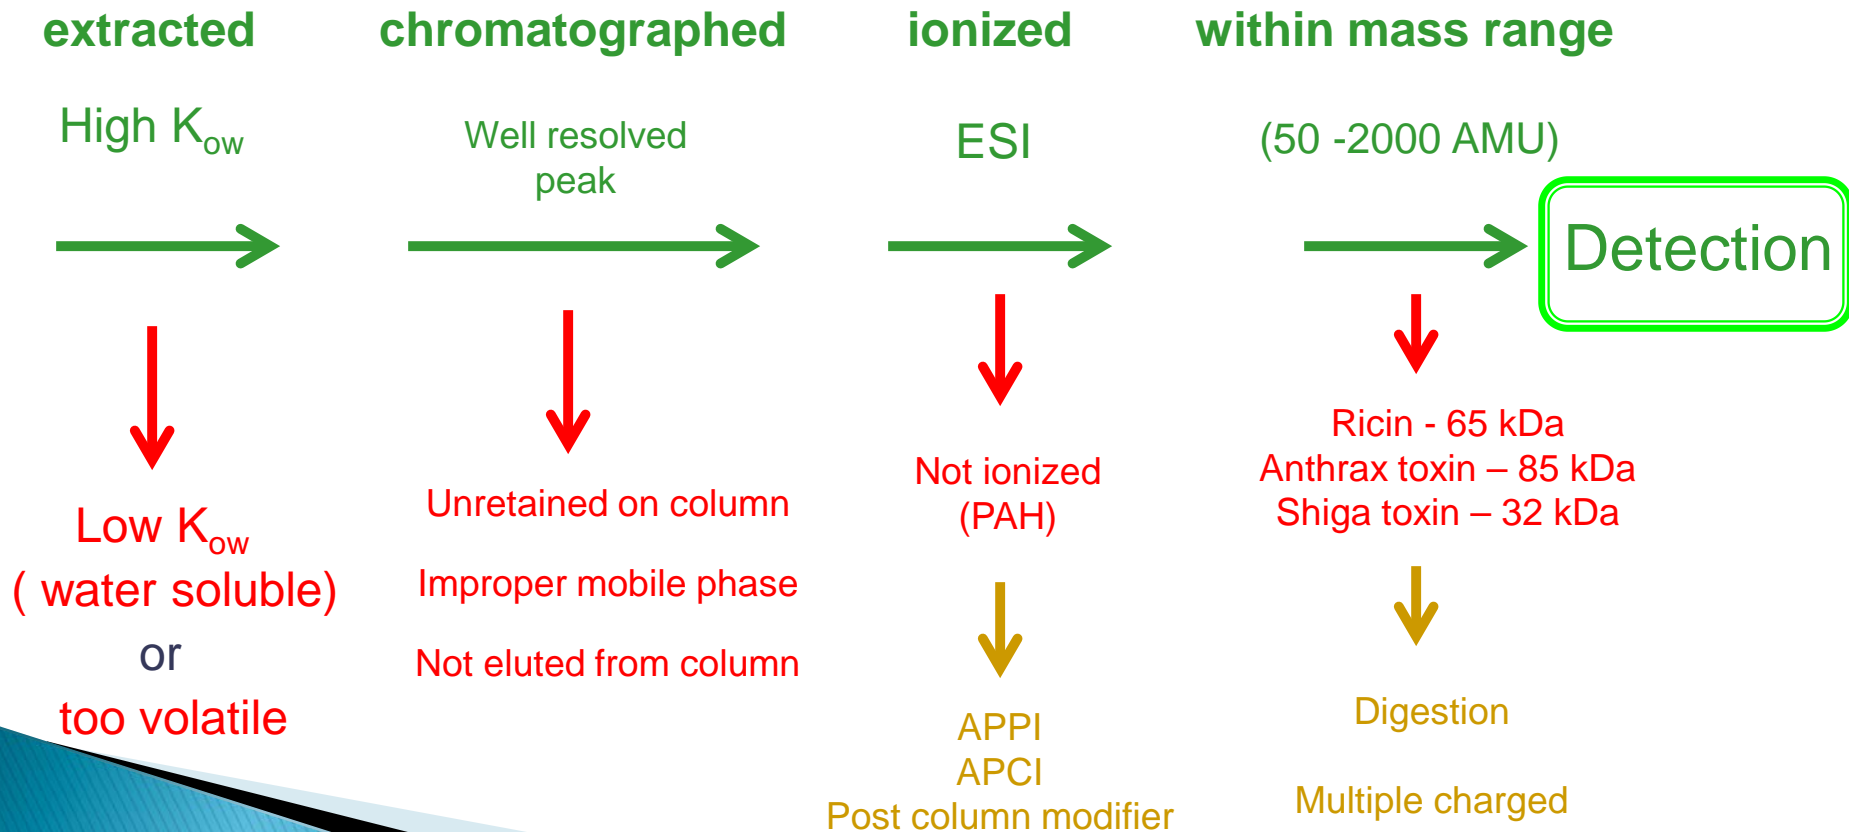 extracted
chromatographed
ionized
within mass range
High Kow
Well resolved
peak
ESI
(50 -2000 AMU)
Detection
Low Kow
( water soluble)
or
too volatile
Unretained on column
Improper mobile phase
Not eluted from column
Not ionized
(PAH)
APPI
APCI
Post column modifier
Ricin - 65 kDa
Anthrax toxin – 85 kDa
Shiga toxin – 32 kDa
Digestion
Multiple charged